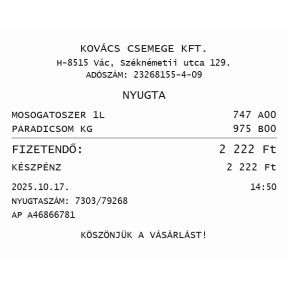 KOVÁCS CSEMEGE KFT.
H-8515 Vác, Széknémetii utca 129.
ADÓSZÁM: 23268155-4-09
NYUGTA
MOSOGATOSZER 1L 747 A00
PARADICSOM KG 975 B00
FIZETENDŐ: 2 222 Ft
KÉSZPÉNZ 2 222 Ft
2025.10.17. 14:50
NYUGTASZÁM: 7303/79268
AP A46866781
KÖSZÖNJÜK A VÁSÁRLÁST!